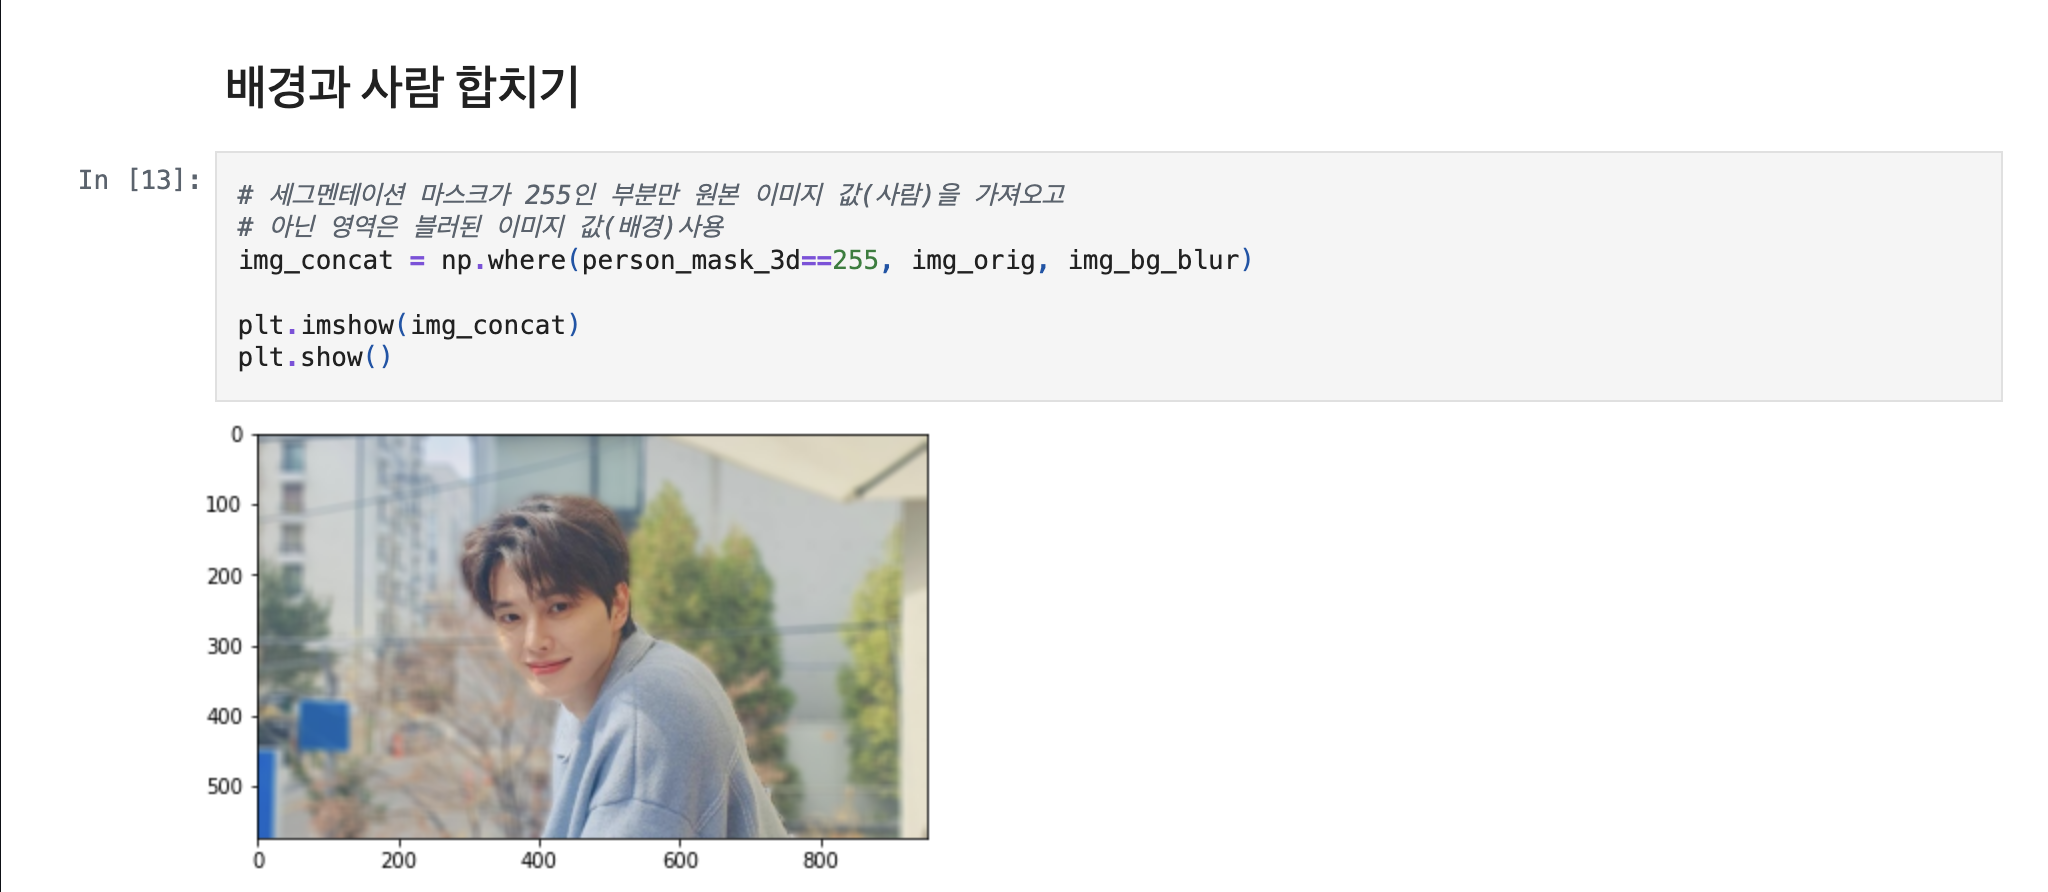 배경과 사람 합치기
In [13]:
# 세그멘테이션 마스크가 255인 부분만 원본 이미지 값(사람)을 가져오고
# 아닌 영역은 블러된 이미지 값(배경)사용
img_concat = np.where(person_mask_3d==255, img_orig, img_bg_blur)
plt.imshow(img_concat)
plt.show()
0
100
200
300
400
500
0 200 400 600 800